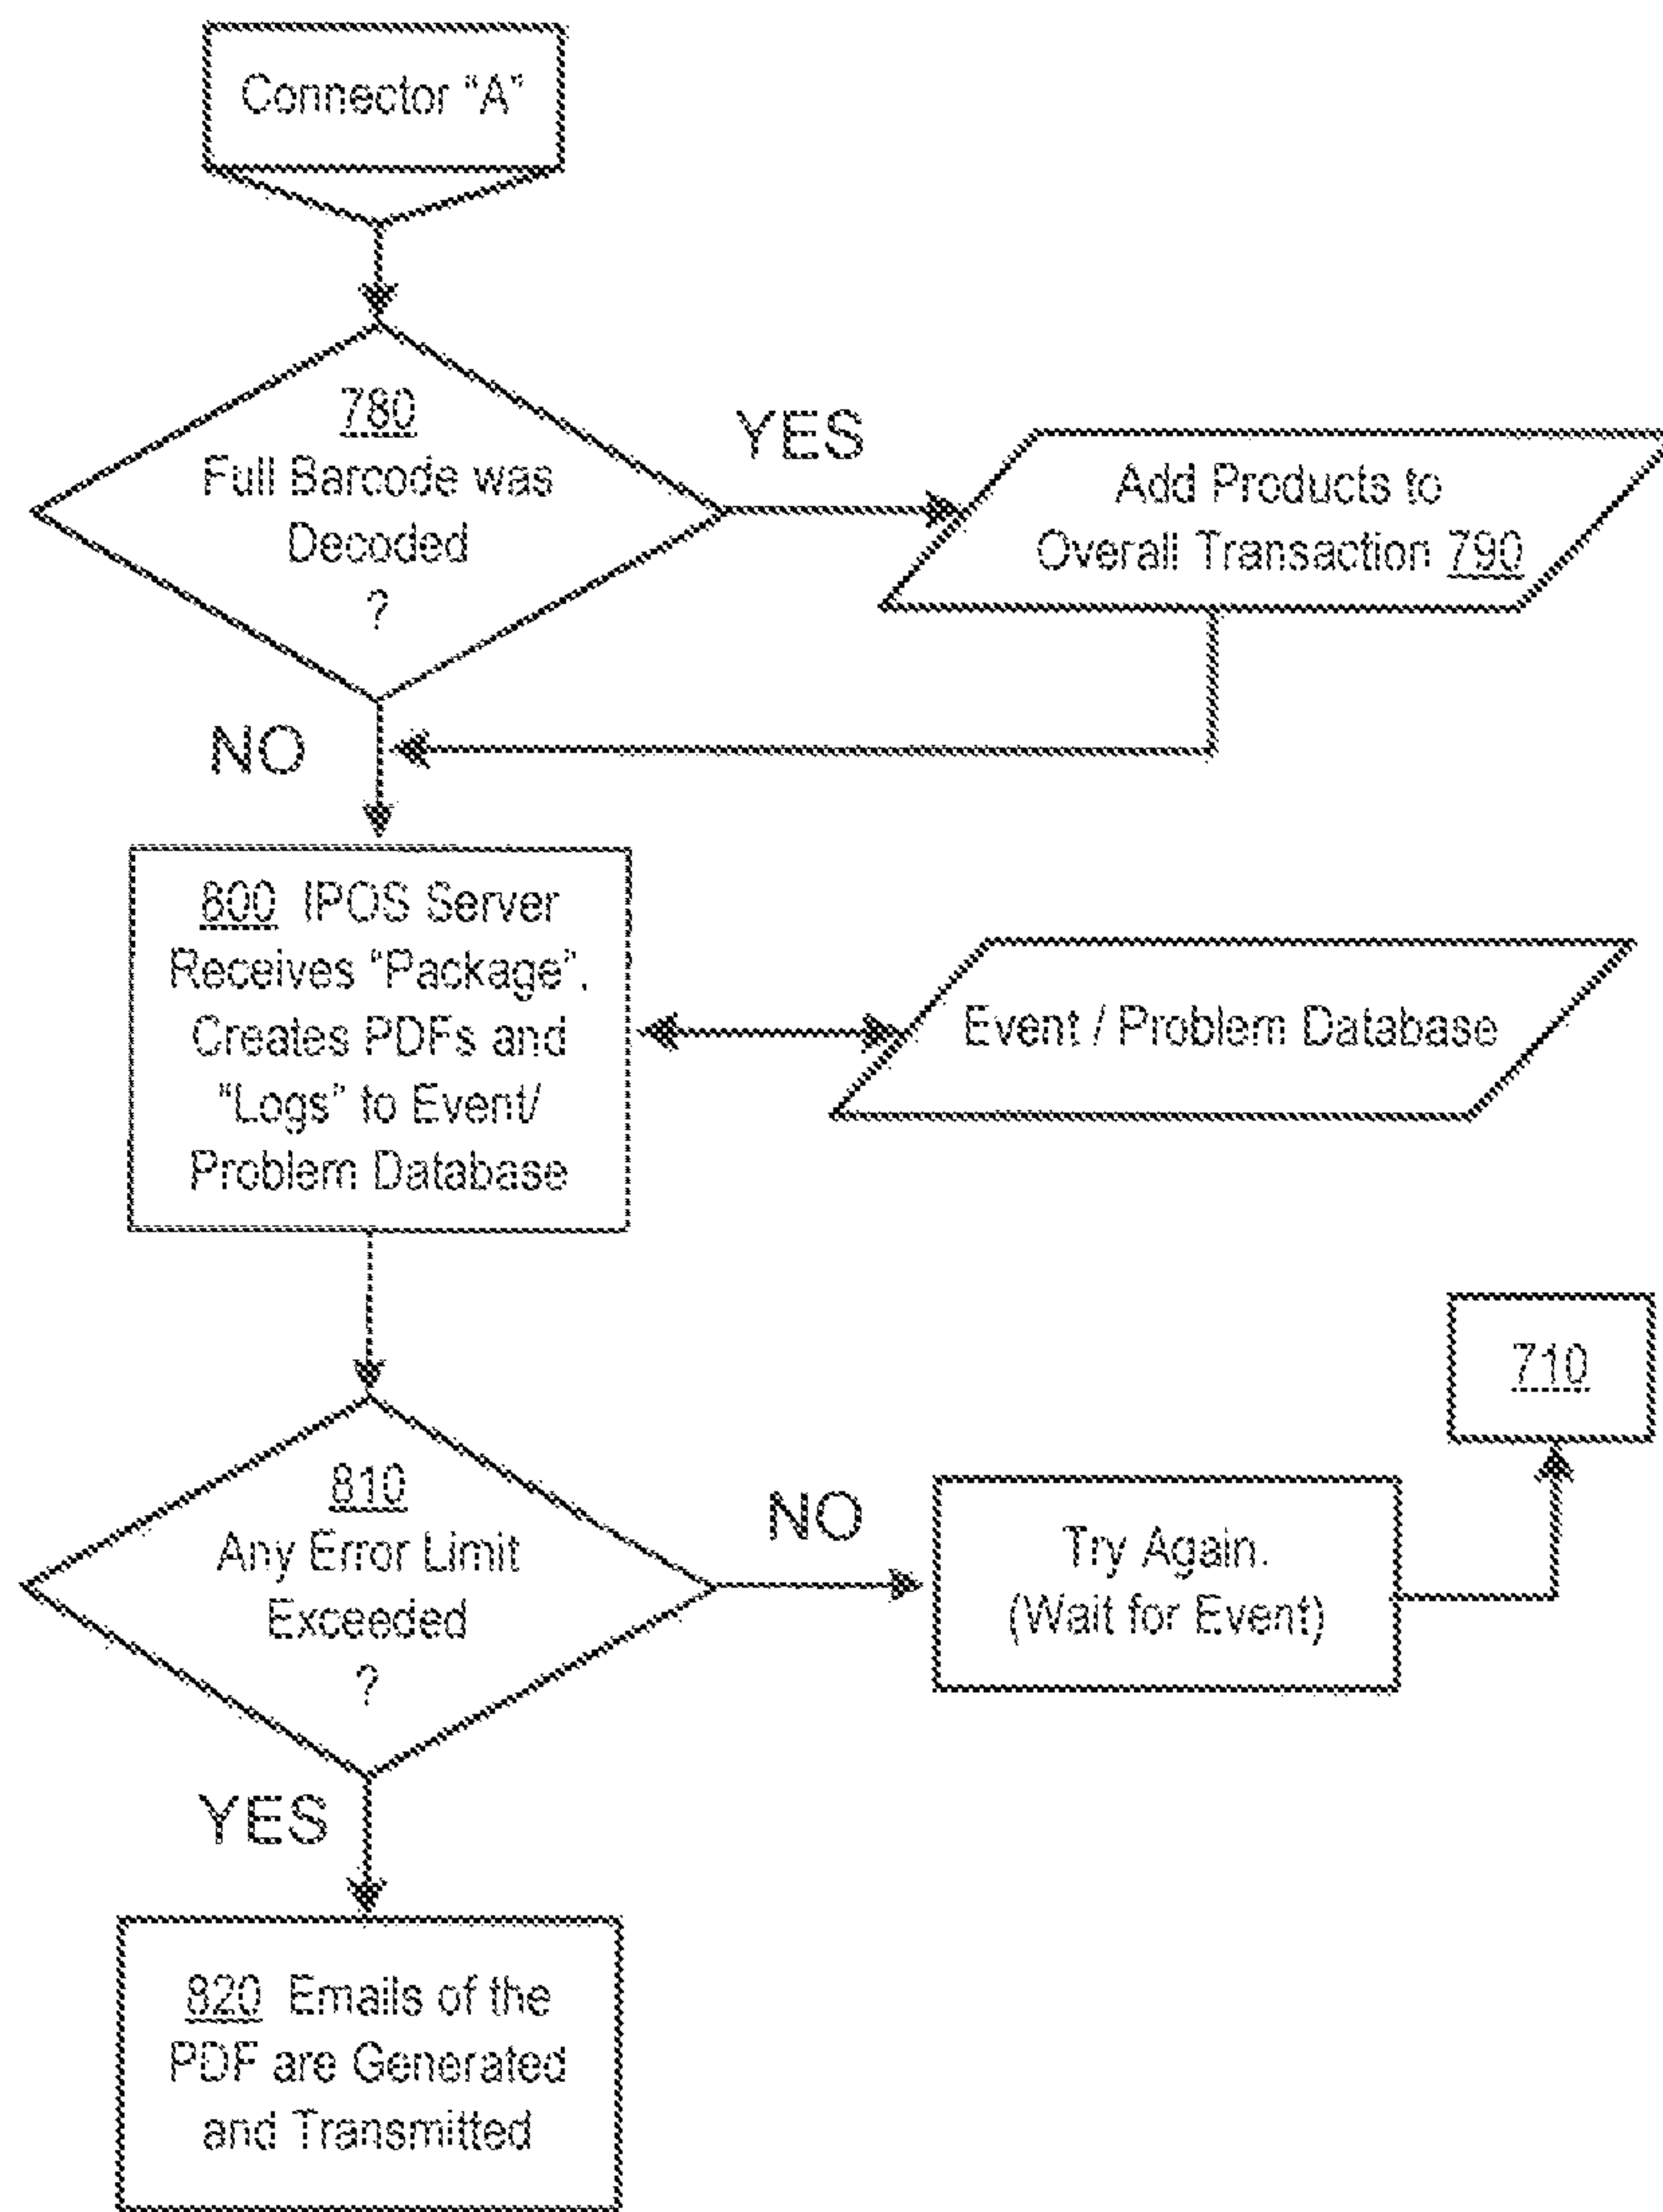 Connector “A”
780
Full Barcode was
Decoded
?
YES
Add Products to
Overall Transaction 790
NO
800 IPOS Server
Receives “Package”,
Creates PDFs and
“Logs” to Event/
Problem Database
Event / Problem Database
710
810
Any Error Limit
Exceeded
?
NO
Try Again.
(Wait for Event)
YES
820 Emails of the
PDF are Generated
and Transmitted